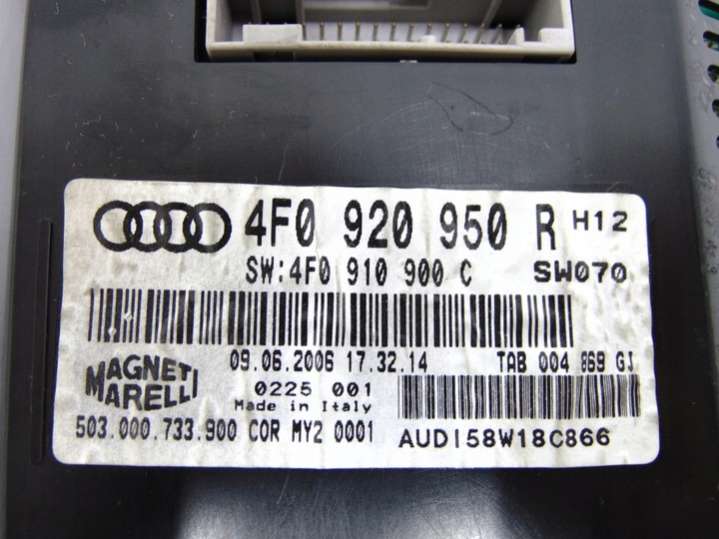 4F0 920 950 R H12
SW:4F0 910 900 C SW070
09.06.2006 17.32.14 TAB 004 869 GJ
MAGNETI
MARELLI
0225 001
Made in Italy
503.000.733.900 COR MY2 0001
AUDI58W18C866